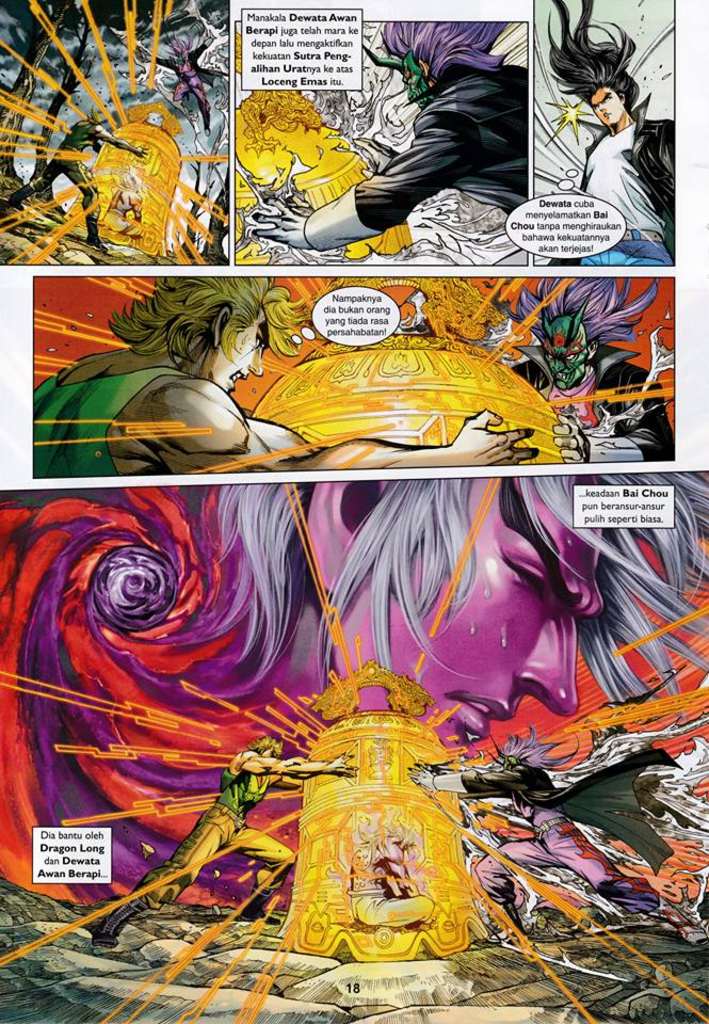 Manakala Dewata Awan
Berapi juga telah mara ke
depan lalu mengaktifkan
kekuatan Sutra Peng-
alihan Uratnya ke atas
Loceng Emas itu.
Dewata cuba
menyelamatkan Bai
Chou tanpa menghiraukan
bahawa kekuatannya
akan terjejas!
Nampaknya
dia bukan orang
yang tiada rasa
persahabatan!
Dia bantu oleh
Dragon Long
dan Dewata
Awan Berapi...
...keadaan Bai Chou
pun beransur-ansur
pulih seperti biasa.
18